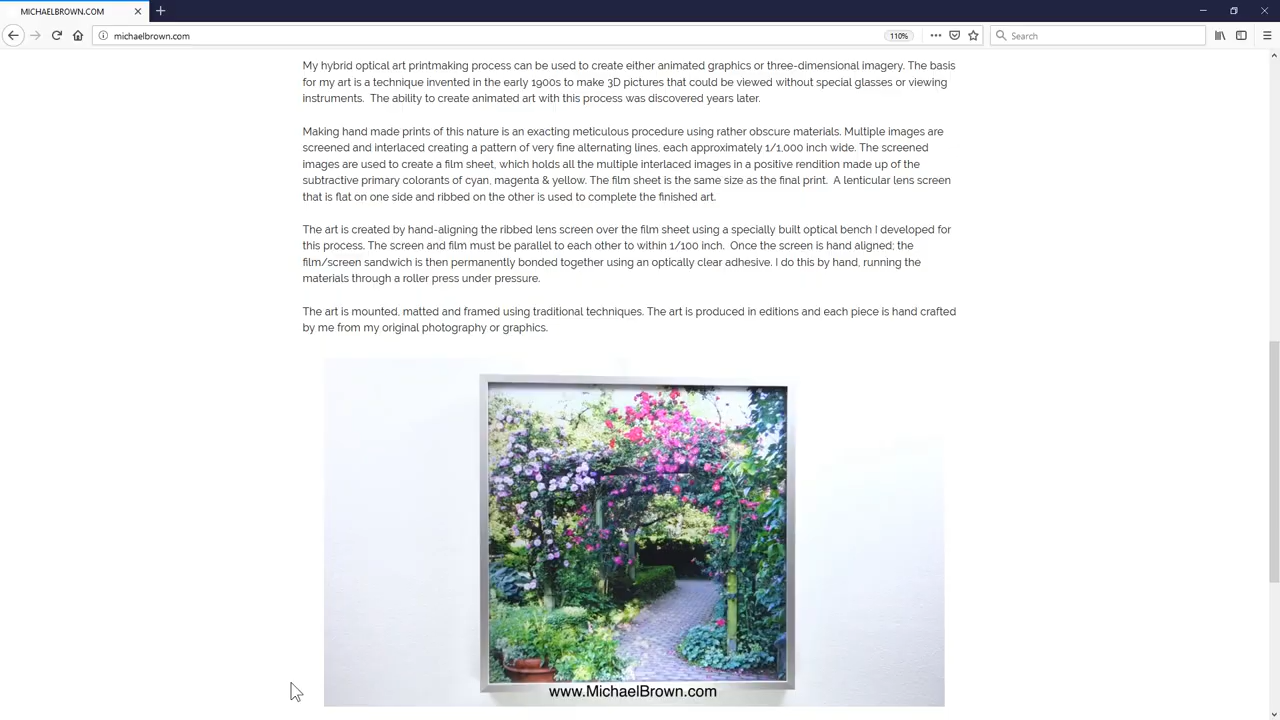 MICHAELBROWN.COM
michaelbrown.com
110%
Search
My hybrid optical art printmaking process can be used to create either animated graphics or three-dimensional imagery. The basis
for my art is a technique invented in the early 1900s to make 3D pictures that could be viewed without special glasses or viewing
instruments. The ability to create animated art with this process was discovered years later.
Making hand made prints of this nature is an exacting meticulous procedure using rather obscure materials. Multiple images are
screened and interlaced creating a pattern of very fine alternating lines, each approximately 1/1,000 inch wide. The screened
images are used to create a film sheet, which holds all the multiple interlaced images in a positive rendition made up of the
subtractive primary colorants of cyan, magenta & yellow. The film sheet is the same size as the final print. A lenticular lens screen
that is flat on one side and ribbed on the other is used to complete the finished art.
The art is created by hand-aligning the ribbed lens screen over the film sheet using a specially built optical bench I developed for
this process. The screen and film must be parallel to each other to within 1/100 inch. Once the screen is hand aligned; the
film/screen sandwich is then permanently bonded together using an optically clear adhesive. I do this by hand, running the
materials through a roller press under pressure.
The art is mounted, matted and framed using traditional techniques. The art is produced in editions and each piece is hand crafted
by me from my original photography or graphics.
www.MichaelBrown.com